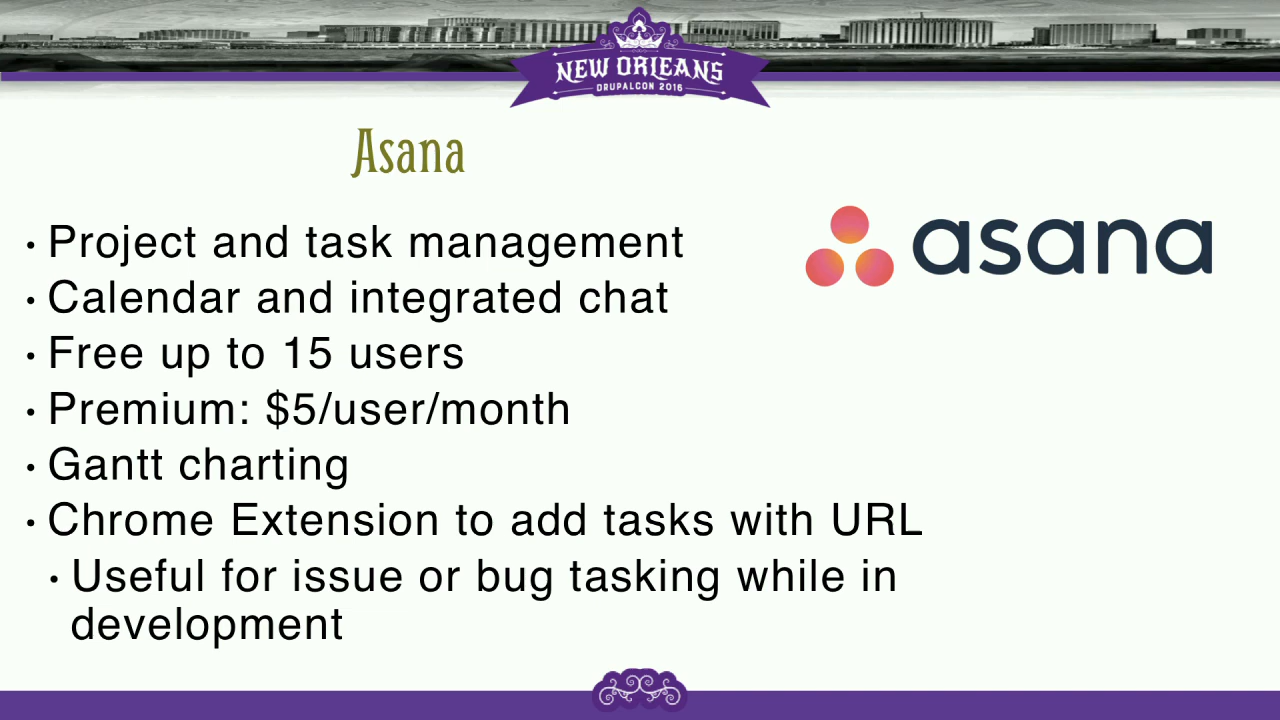 NEW ORLEANS
DRUPALCON 2016
Asana
asana
• Project and task management
• Calendar and integrated chat
• Free up to 15 users
• Premium: $5/user/month
• Gantt charting
• Chrome Extension to add tasks with URL
• Useful for issue or bug tasking while in
development